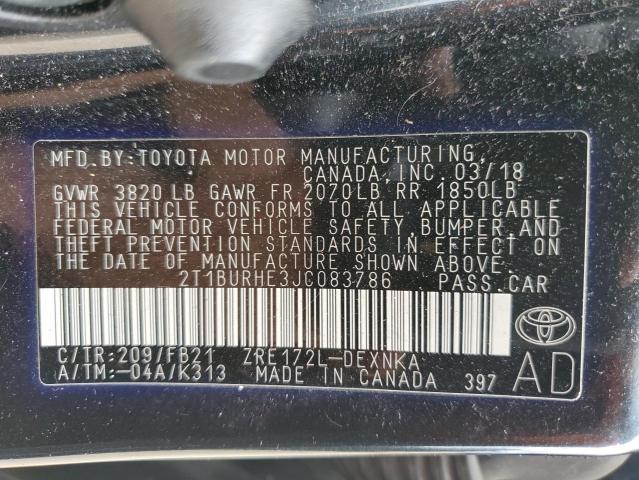 MFD. BY: TOYOTA MOTOR MANUFACTURING,
CANADA, INC. 03/18
GVWR 3820 LB GAWR FR 2070LB RR 1850LB
THIS VEHICLE CONFORMS TO ALL APPLICABLE
FEDERAL MOTOR VEHICLE SAFETY, BUMPER, AND
THEFT PREVENTION STANDARDS IN EFFECT ON
THE DATE OF MANUFACTURE SHOWN ABOVE.
2T1BURHE3JC083786 PASS.CAR
C/TR:209/FB21 ZRE172L-DEXNKA
A/TM:-04A/K313 MADE IN CANADA 397 AD